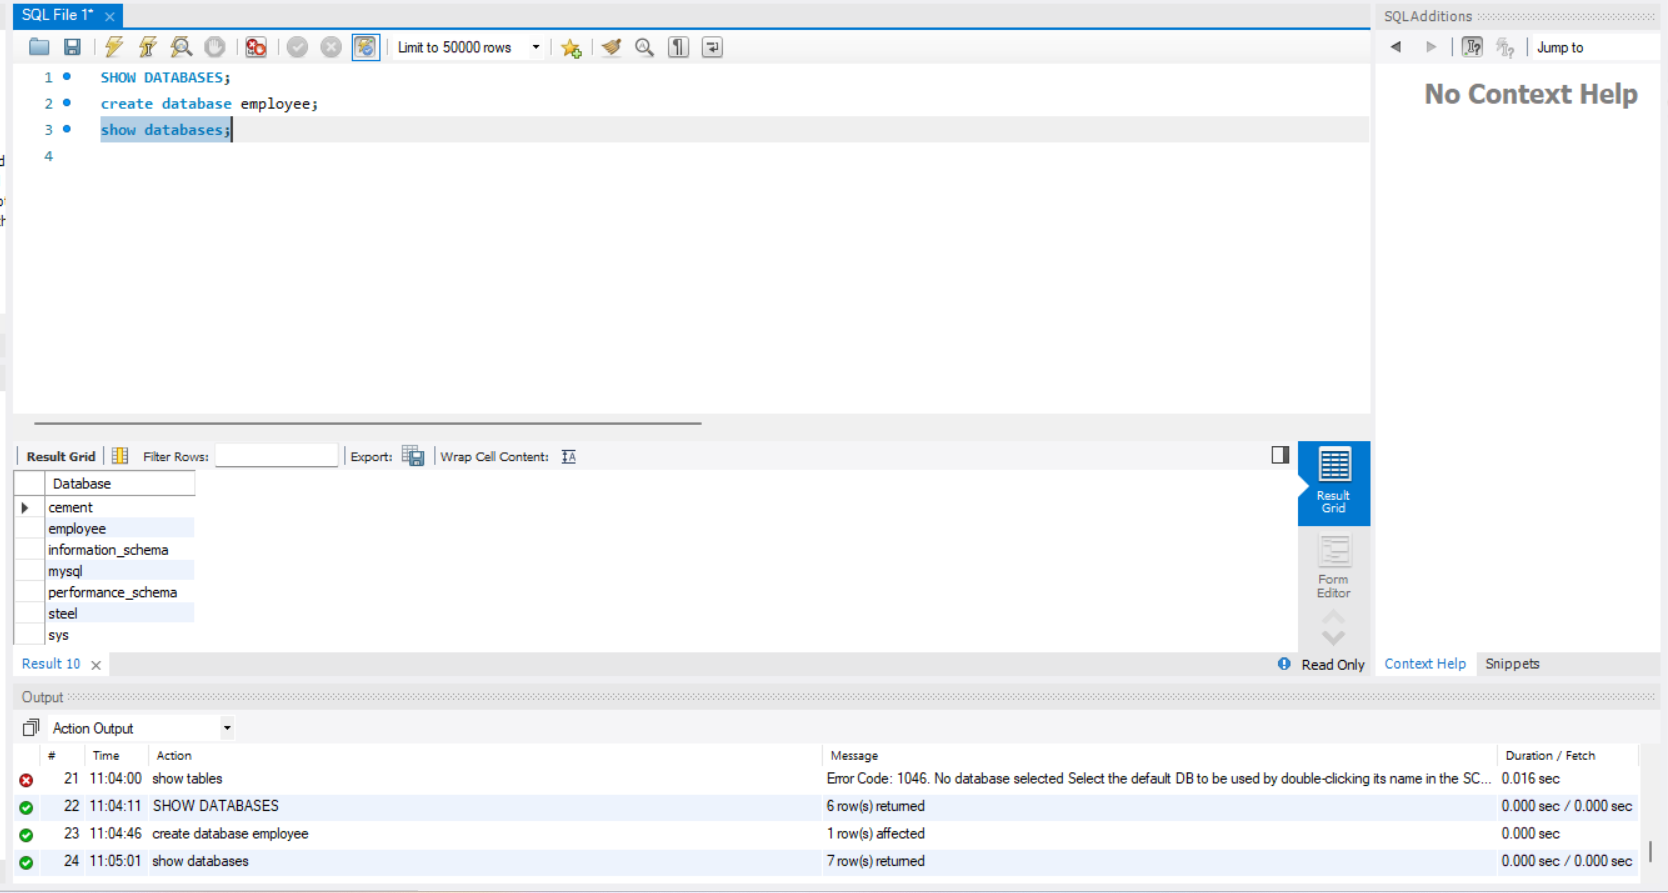 SQL File 1*
SQLAdditions
Limit to 50000 rows
Jump to
1 SHOW DATABASES;
2 create database employee;
3 show databases;
4
No Context Help
Result Grid Filter Rows: Export: Wrap Cell Content:
Database
cement
employee
information_schema
mysql
performance_schema
steel
sys
Result
Grid
Form
Editor
Result 10
Read Only
Context Help Snippets
Output
Action Output
# Time Action Message Duration / Fetch
21 11:04:00 show tables Error Code: 1046. No database selected Select the default DB to be used by double-clicking its name in the SC... 0.016 sec
22 11:04:11 SHOW DATABASES 6 row(s) returned 0.000 sec / 0.000 sec
23 11:04:46 create database employee 1 row(s) affected 0.000 sec
24 11:05:01 show databases 7 row(s) returned 0.000 sec / 0.000 sec